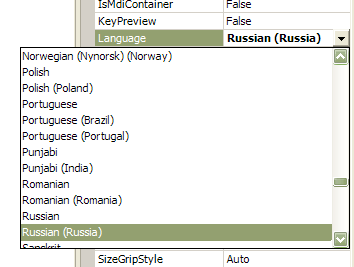 IsMdiContainer False
KeyPreview False
Language Russian (Russia)
Norwegian (Nynorsk) (Norway)
Polish
Polish (Poland)
Portuguese
Portuguese (Brazil)
Portuguese (Portugal)
Punjabi
Punjabi (India)
Romanian
Romanian (Romania)
Russian
Russian (Russia)
Sanskrit
SizeGripStyle Auto